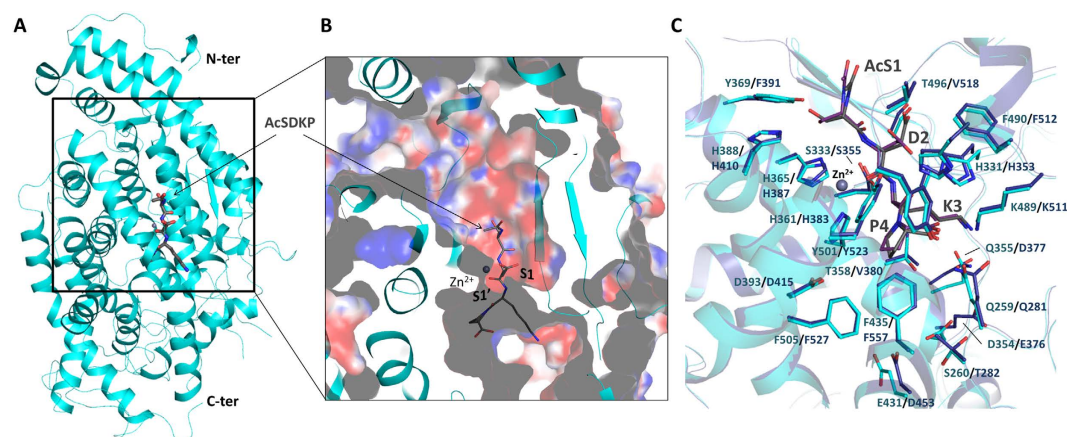 A
N-ter
AcSDKP
C-ter
B
Zn2+
S1
S1'
C
AcS1
Y369/F391
T496/V518
F490/F512
D2
S333/S355
H388/
H410
H365/
H387
Zn2+
H331/H353
K3
K489/K511
H361/H383
P4
Y501/Y523
Q355/D377
T358/V380
D393/D415
Q259/Q281
F435/
F557
F505/F527
D354/E376
S260/T282
E431/D453